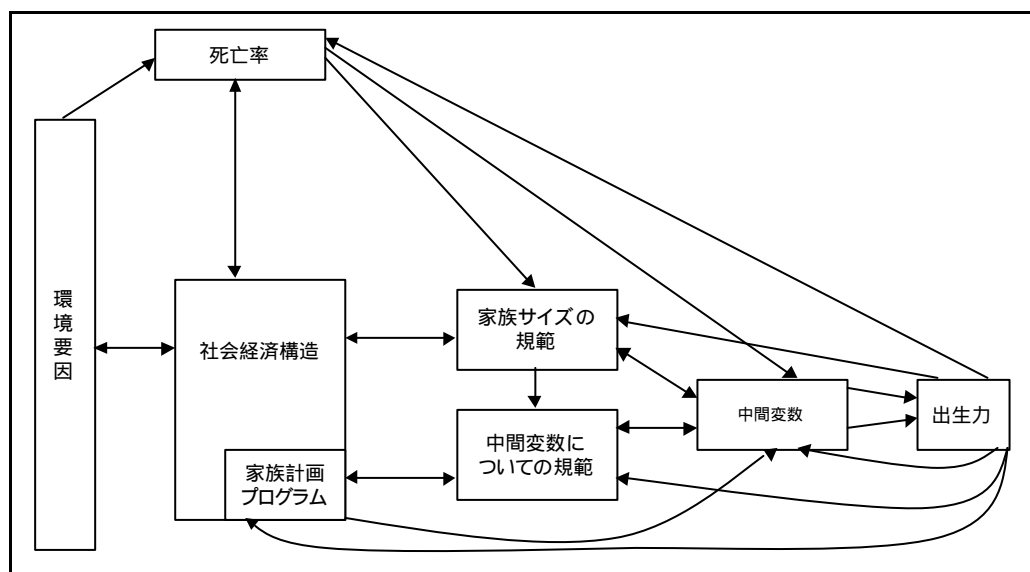 死亡率
環境要因
社会経済構造
家族計画
プログラム
家族サイズの
規範
中間変数に
ついての規範
中間変数
出生力